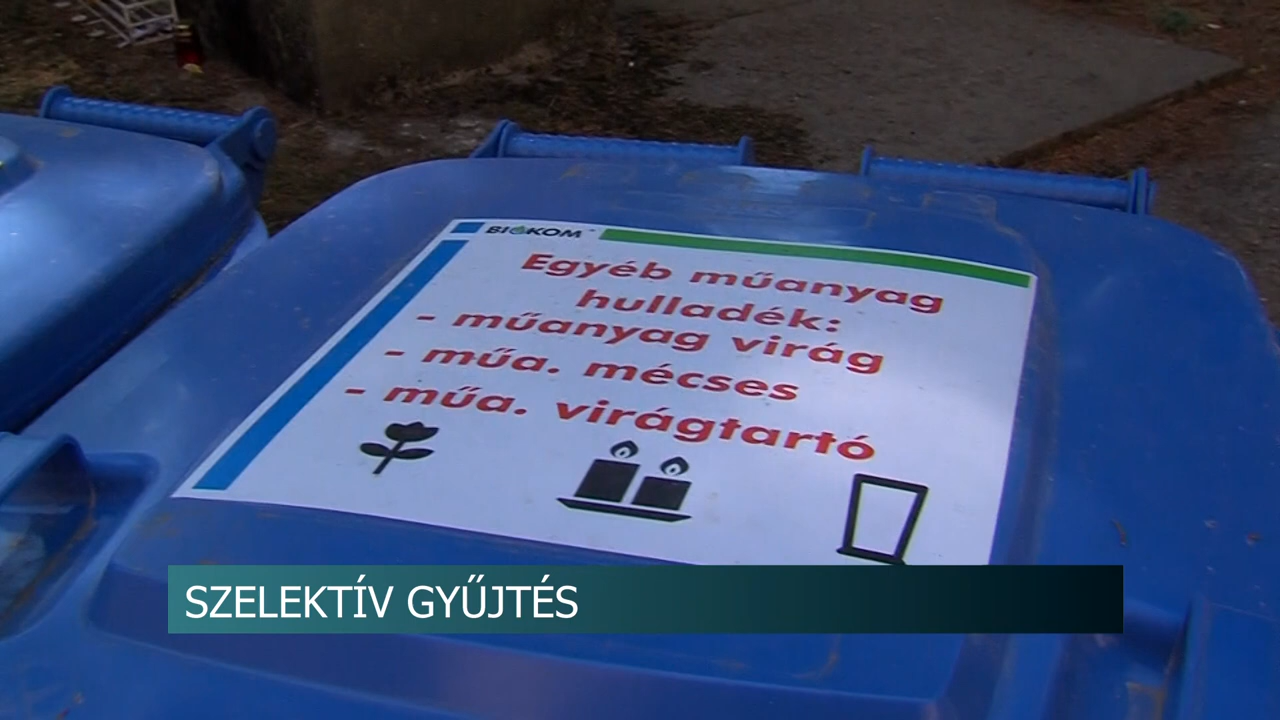 BIOKOM
Egyéb műanyag
hulladék:
- műanyag virág
- műa. mécses
- műa. virágtartó
SZELEKTÍV GYŰJTÉS